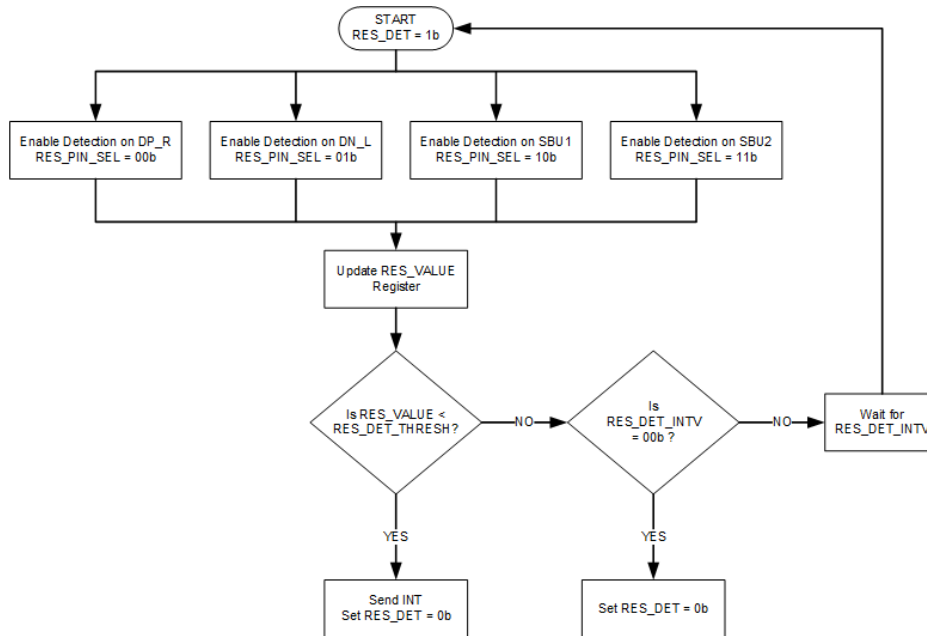 START
RES_DET = 1b
Enable Detection on DP_R
RES_PIN_SEL = 00b
Enable Detection on DN_L
RES_PIN_SEL = 01b
Enable Detection on SBU1
RES_PIN_SEL = 10b
Enable Detection on SBU2
RES_PIN_SEL = 11b
Update RES_VALUE
Register
Is RES_VALUE <
RES_DET_THRESH?
NO
Is
RES_DET_INTV
= 00b ?
NO
Wait for
RES_DET_INTV
YES
YES
Send INT
Set RES_DET = 0b
Set RES_DET = 0b